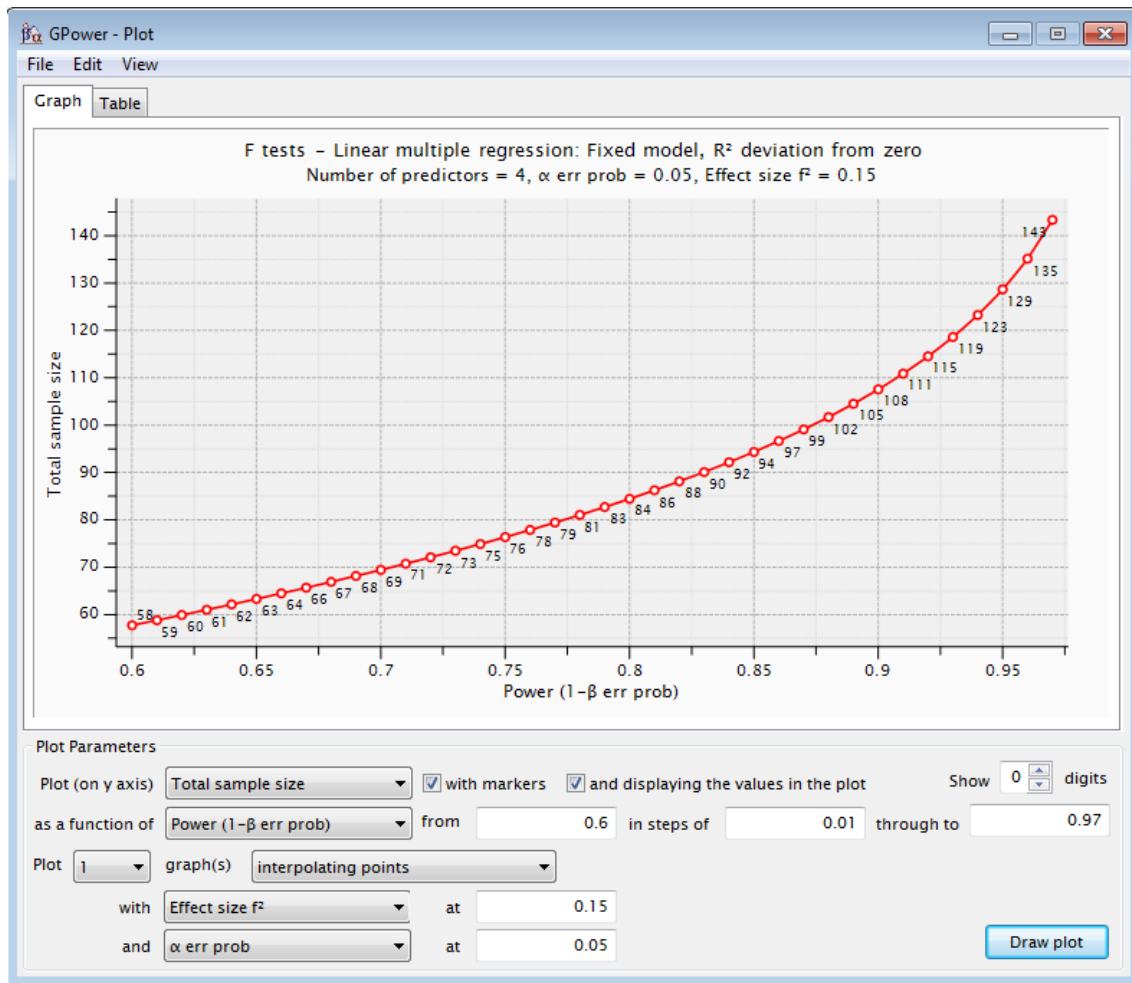 GPower - Plot
File Edit View
Graph Table
F tests – Linear multiple regression: Fixed model, R² deviation from zero
Number of predictors = 4, α err prob = 0.05, Effect size f² = 0.15
Total sample size
140
130
120
110
100
90
80
70
60
58 59 60 61 62 63 64 66 67 68 69 71 72 73 75 76 78 79 81 83 84 86 88 90 92 94 97 99 102 105 108 111 115 119 123 129 135 143
0.6 0.65 0.7 0.75 0.8 0.85 0.9 0.95
Power (1-β err prob)
Plot Parameters
Plot (on y axis) Total sample size with markers and displaying the values in the plot Show 0 digits
as a function of Power (1-β err prob) from 0.6 in steps of 0.01 through to 0.97
Plot 1 graph(s) interpolating points
with Effect size f² at 0.15
and α err prob at 0.05
Draw plot